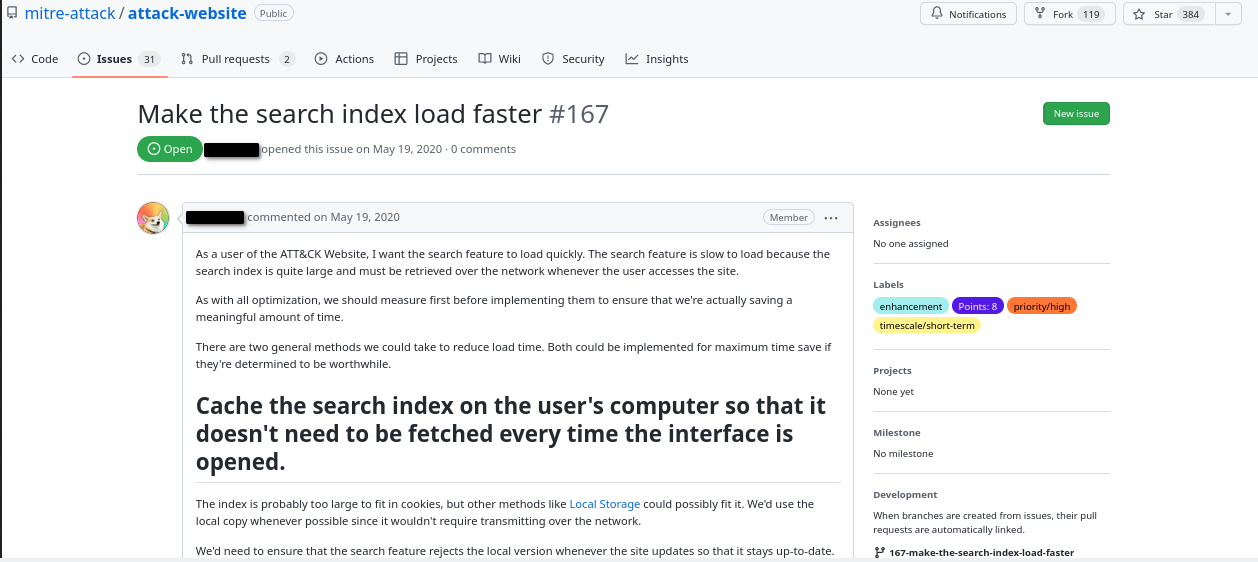 mitre-attack / attack-website Public
Notifications
Fork 119
Star 384
Code
Issues 31
Pull requests 2
Actions
Projects
Wiki
Security
Insights
Make the search index load faster #167
New issue
Open opened this issue on May 19, 2020 · 0 comments
commented on May 19, 2020
Member
As a user of the ATT&CK Website, I want the search feature to load quickly. The search feature is slow to load because the
search index is quite large and must be retrieved over the network whenever the user accesses the site.
As with all optimization, we should measure first before implementing them to ensure that we're actually saving a
meaningful amount of time.
There are two general methods we could take to reduce load time. Both could be implemented for maximum time save if
they're determined to be worthwhile.
Cache the search index on the user's computer so that it
doesn't need to be fetched every time the interface is
opened.
The index is probably too large to fit in cookies, but other methods like Local Storage could possibly fit it. We'd use the
local copy whenever possible since it wouldn't require transmitting over the network.
We'd need to ensure that the search feature rejects the local version whenever the site updates so that it stays up-to-date.
Assignees
No one assigned
Labels
enhancement Points: 8 priority/high
timescale/short-term
Projects
None yet
Milestone
No milestone
Development
When branches are created from issues, their pull
requests are automatically linked.
167-make-the-search-index-load-faster